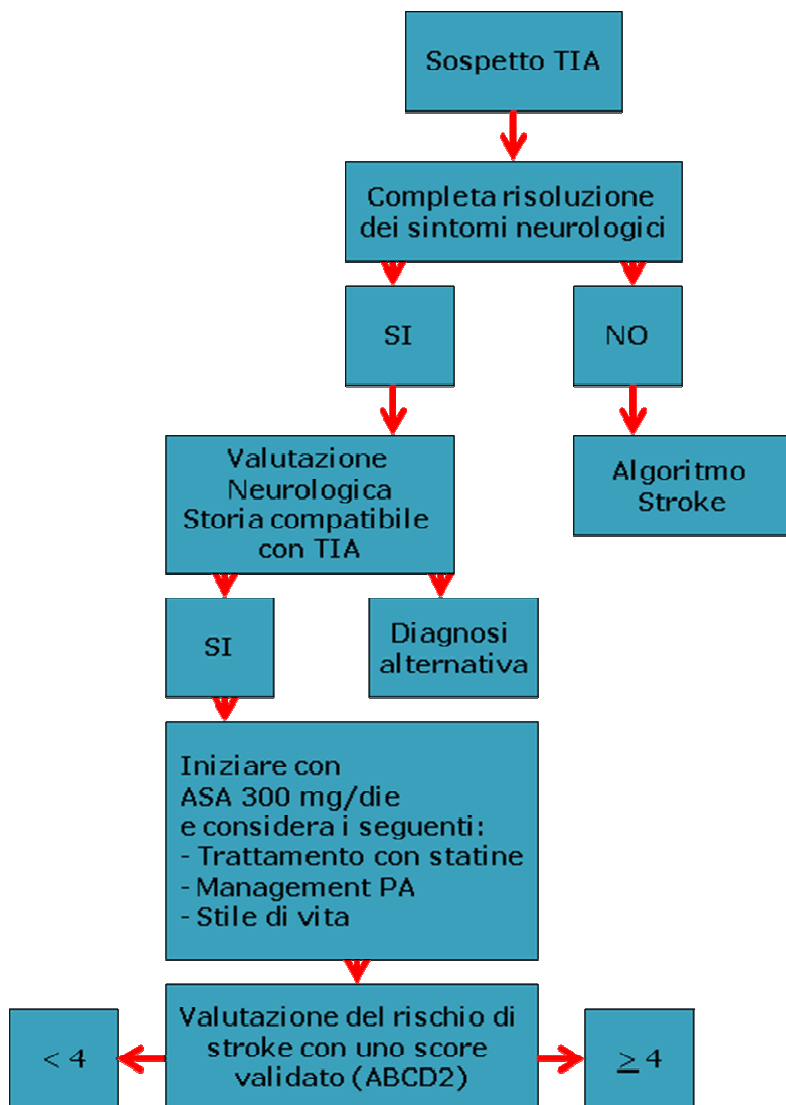 Sospetto TIA
Completa risoluzione
dei sintomi neurologici
SI
NO
Valutazione
Neurologica
Storia compatibile
con TIA
Algoritmo
Stroke
SI
Diagnosi
alternativa
Iniziare con
ASA 300 mg/die
e considera i seguenti:
- Trattamento con statine
- Management PA
- Stile di vita
< 4
Valutazione del rischio di
stroke con uno score
validato (ABCD2)
≥ 4